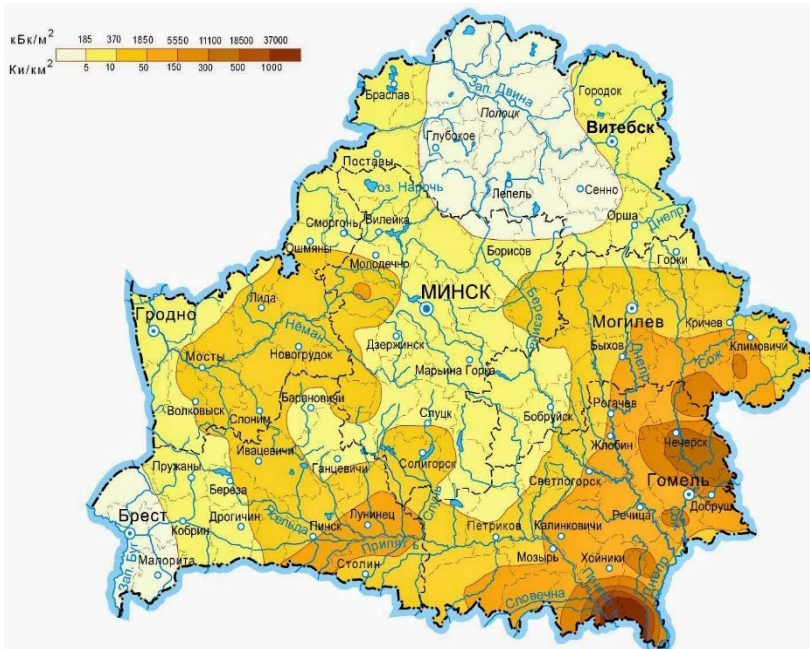 кБк/м²
185 370 1850 5550 11100 18500 37000
Ки/км²
5 10 50 150 300 500 1000
Браслав
Зап. Двина
Городок
Полоцк
Витебск
Глубокое
Поставы
оз. Нарочь
Лепель
Сенно
Сморгонь
Вилейка
Орша
Днепр
Ошмяны
Борисов
Молодечно
Горки
Лида
МИНСК
Березина
Гродно
Могилев
Кричев
Неман
Дзержинск
Быхов
Климовичи
Мосты
Новогрудок
Марьина Горка
Днепр
Сож
Волковыск
Барановичи
Слуцк
Бобруйск
Рогачев
Слоним
Чечерск
Ивацевичи
Жлобин
Пружаны
Ганцевичи
Солигорск
Светлогорск
Гомель
Береза
Случь
Добруш
Брест
Дрогичин
Ясельда
Лунинец
Речица
Кобрин
Пинск
Петриков
Калинковичи
Припять
Мозырь
Хойники
Зап. Буг
Малорита
Столин
Словечна
Днепр